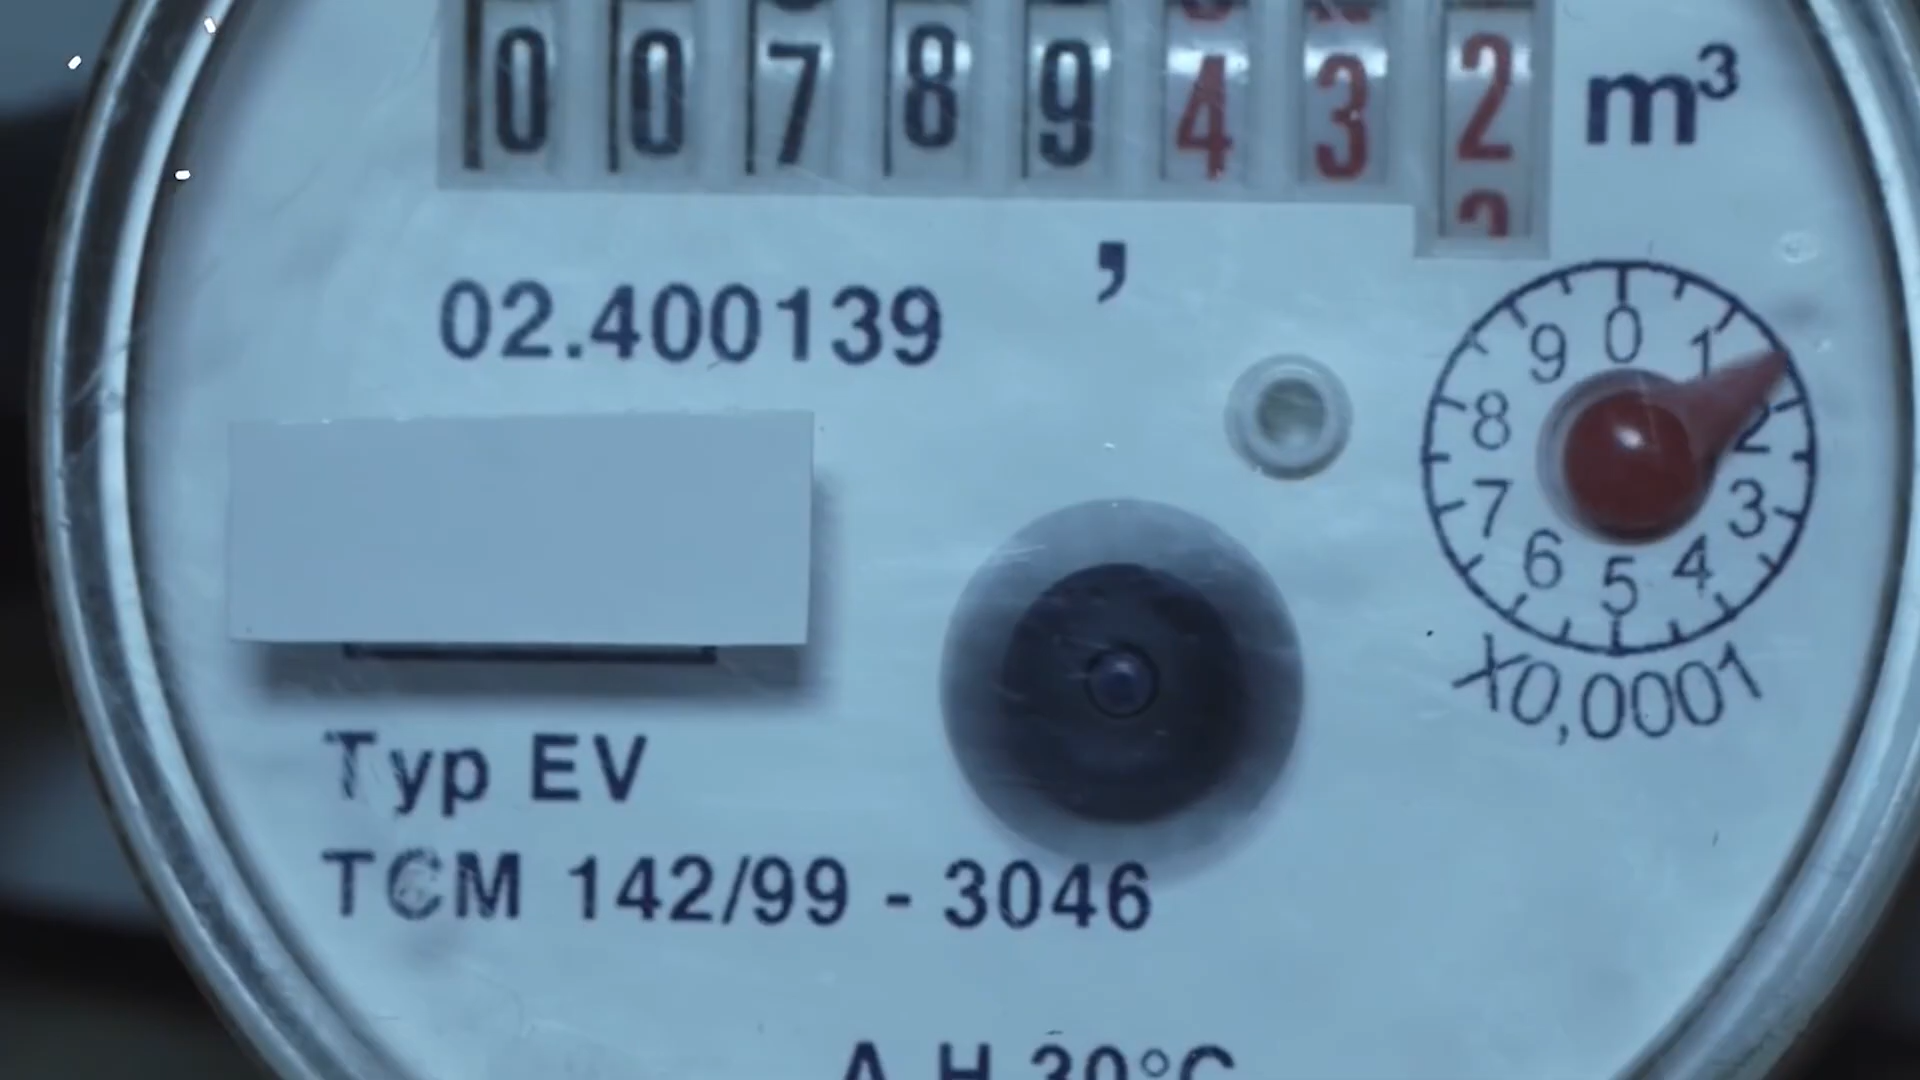 00789432 m³
,
02.400139
0 1 2 3 4 5 6 7 8 9
X0,0001
Typ EV
TCM 142/99 - 3046
A H 30°C